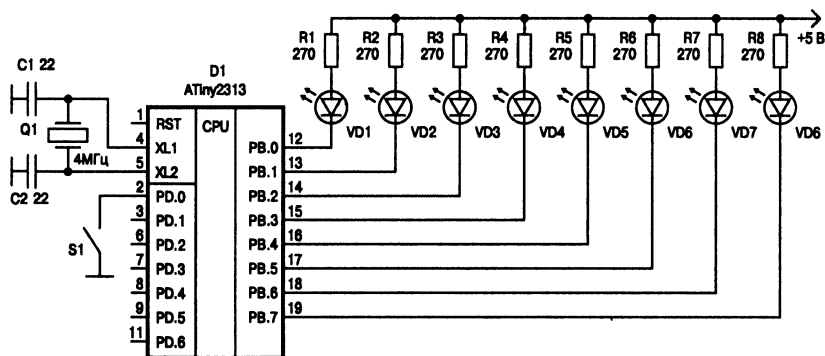 R1 R2 R3 R4 R5 R6 R7 R8
270 270 270 270 270 270 270 270
+5 В
C1 22
D1
ATiny2313
VD1 VD2 VD3 VD4 VD5 VD6 VD7 VD6
1 RST CPU
Q1
4 XL1 PB.0 12
4МГц
5 XL2 PB.1 13
C2 22
2 PD.0 PB.2 14
3 PD.1 PB.3 15
S1
6 PD.2 PB.4 16
7 PD.3 PB.5 17
8 PD.4 PB.6 18
9 PD.5 PB.7 19
11 PD.6